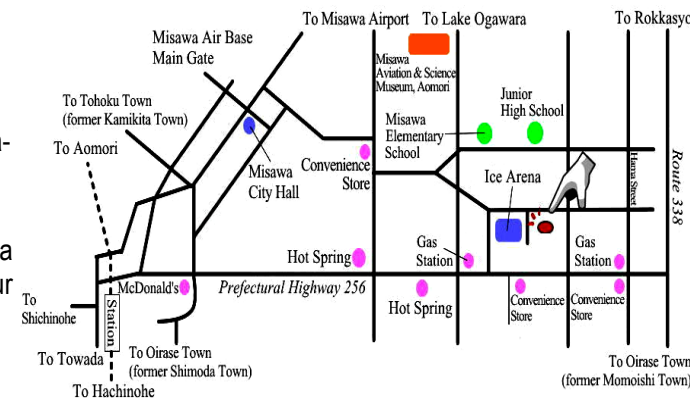 To Misawa Airport
To Lake Ogawara
To Rokkasyo
Misawa Air Base
Main Gate
Misawa
Aviation & Science
Museum, Aomori
To Tohoku Town
(former Kamikita Town)
Junior
High School
Misawa
Elementary
School
a-
To Aomori
Misawa
City Hall
Convenience
Store
Ice Arena
Hama Street
Route 338
a
ur
Hot Spring
Gas
Station
Gas
Station
McDonald's
Prefectural Highway 256
To
Shichinohe
Station
Hot Spring
Convenience
Store
Convenience
Store
To Towada
To Oirase Town
(former Shimoda Town)
To Hachinohe
To Oirase Town
(former Momoishi Town)